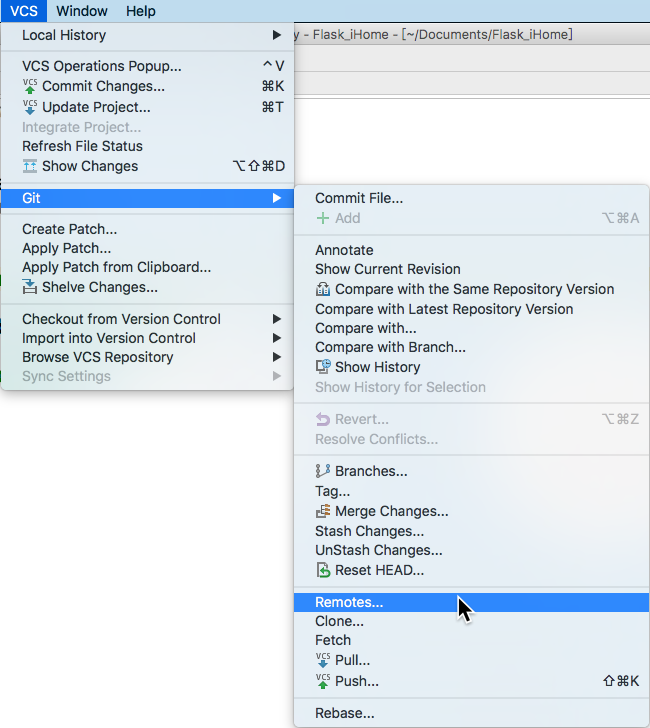 VCS Window Help
y - Flask_iHome - [~/Documents/Flask_iHome]
Local History
VCS Operations Popup... ^V
VCS Commit Changes... ⌘K
VCS Update Project... ⌘T
Integrate Project...
Refresh File Status
Show Changes ⌥⇧⌘D
Git
Create Patch...
Apply Patch...
Apply Patch from Clipboard...
Shelve Changes...
Checkout from Version Control
Import into Version Control
Browse VCS Repository
Sync Settings
Commit File...
Add ⌥⌘A
Annotate
Show Current Revision
Compare with the Same Repository Version
Compare with Latest Repository Version
Compare with...
Compare with Branch...
Show History
Show History for Selection
Revert... ⌥⌘Z
Resolve Conflicts...
Branches...
Tag...
Merge Changes...
Stash Changes...
UnStash Changes...
Reset HEAD...
Remotes...
Clone...
Fetch
VCS Pull...
VCS Push... ⇧⌘K
Rebase...